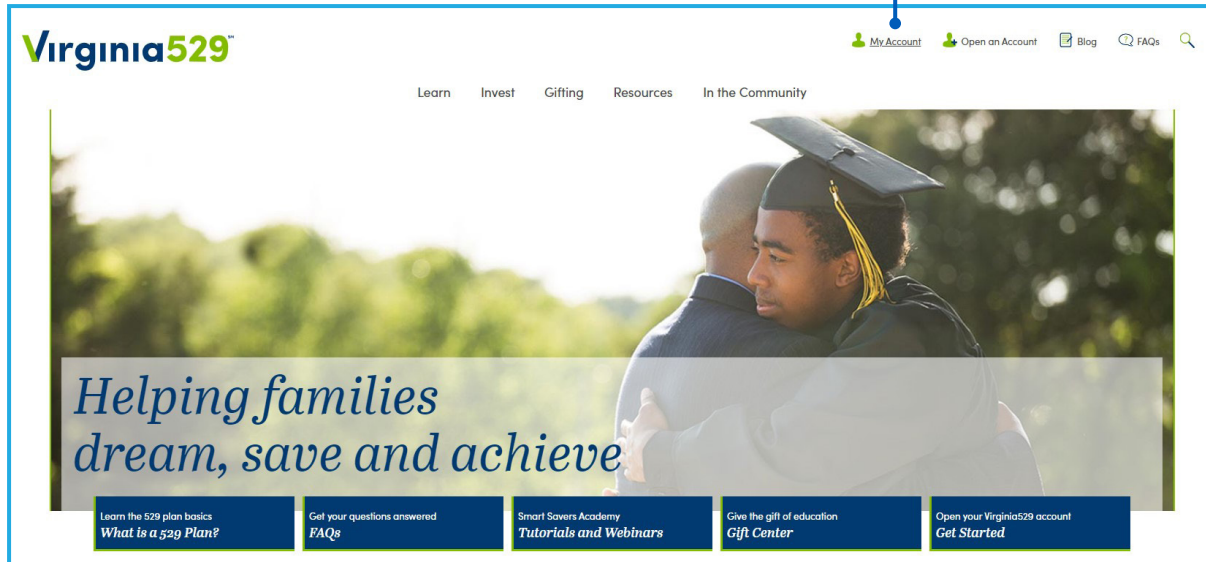 Virginia529℠
My Account Open an Account Blog FAQs
Learn Invest Gifting Resources In the Community
Helping families
dream, save and achieve
Learn the 529 plan basics
What is a 529 Plan?
Get your questions answered
FAQs
Smart Savers Academy
Tutorials and Webinars
Give the gift of education
Gift Center
Open your Virginia529 account
Get Started